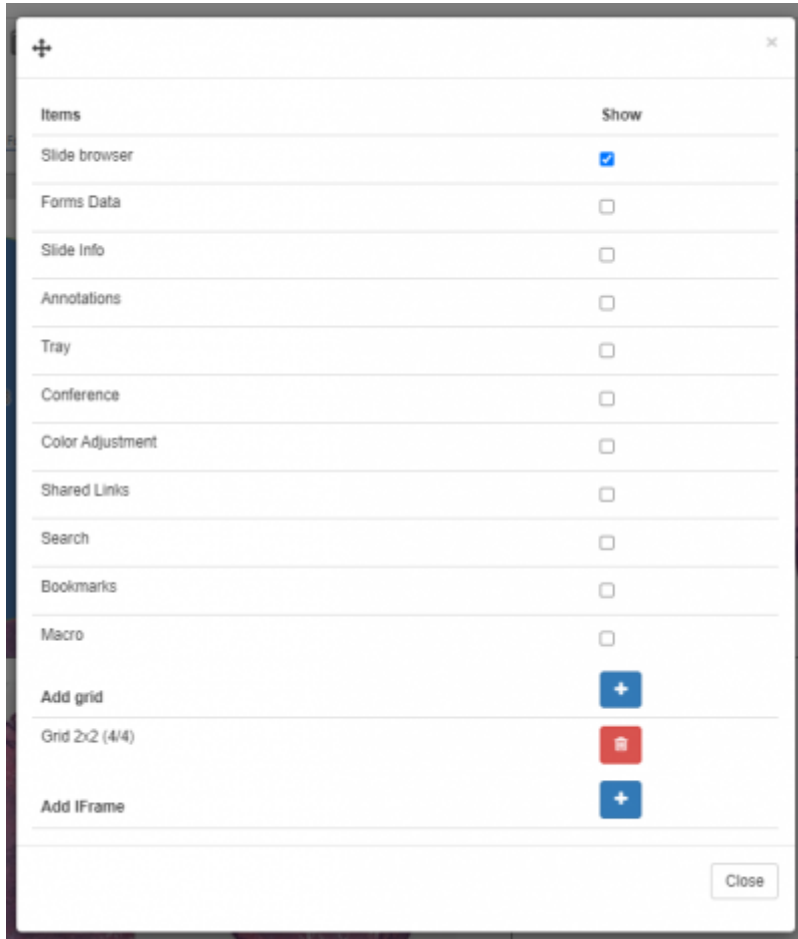 ×
Items Show
Slide browser
Forms Data
Slide Info
Annotations
Tray
Conference
Color Adjustment
Shared Links
Search
Bookmarks
Macro
Add grid
Grid 2x2 (4/4)
Add IFrame
Close